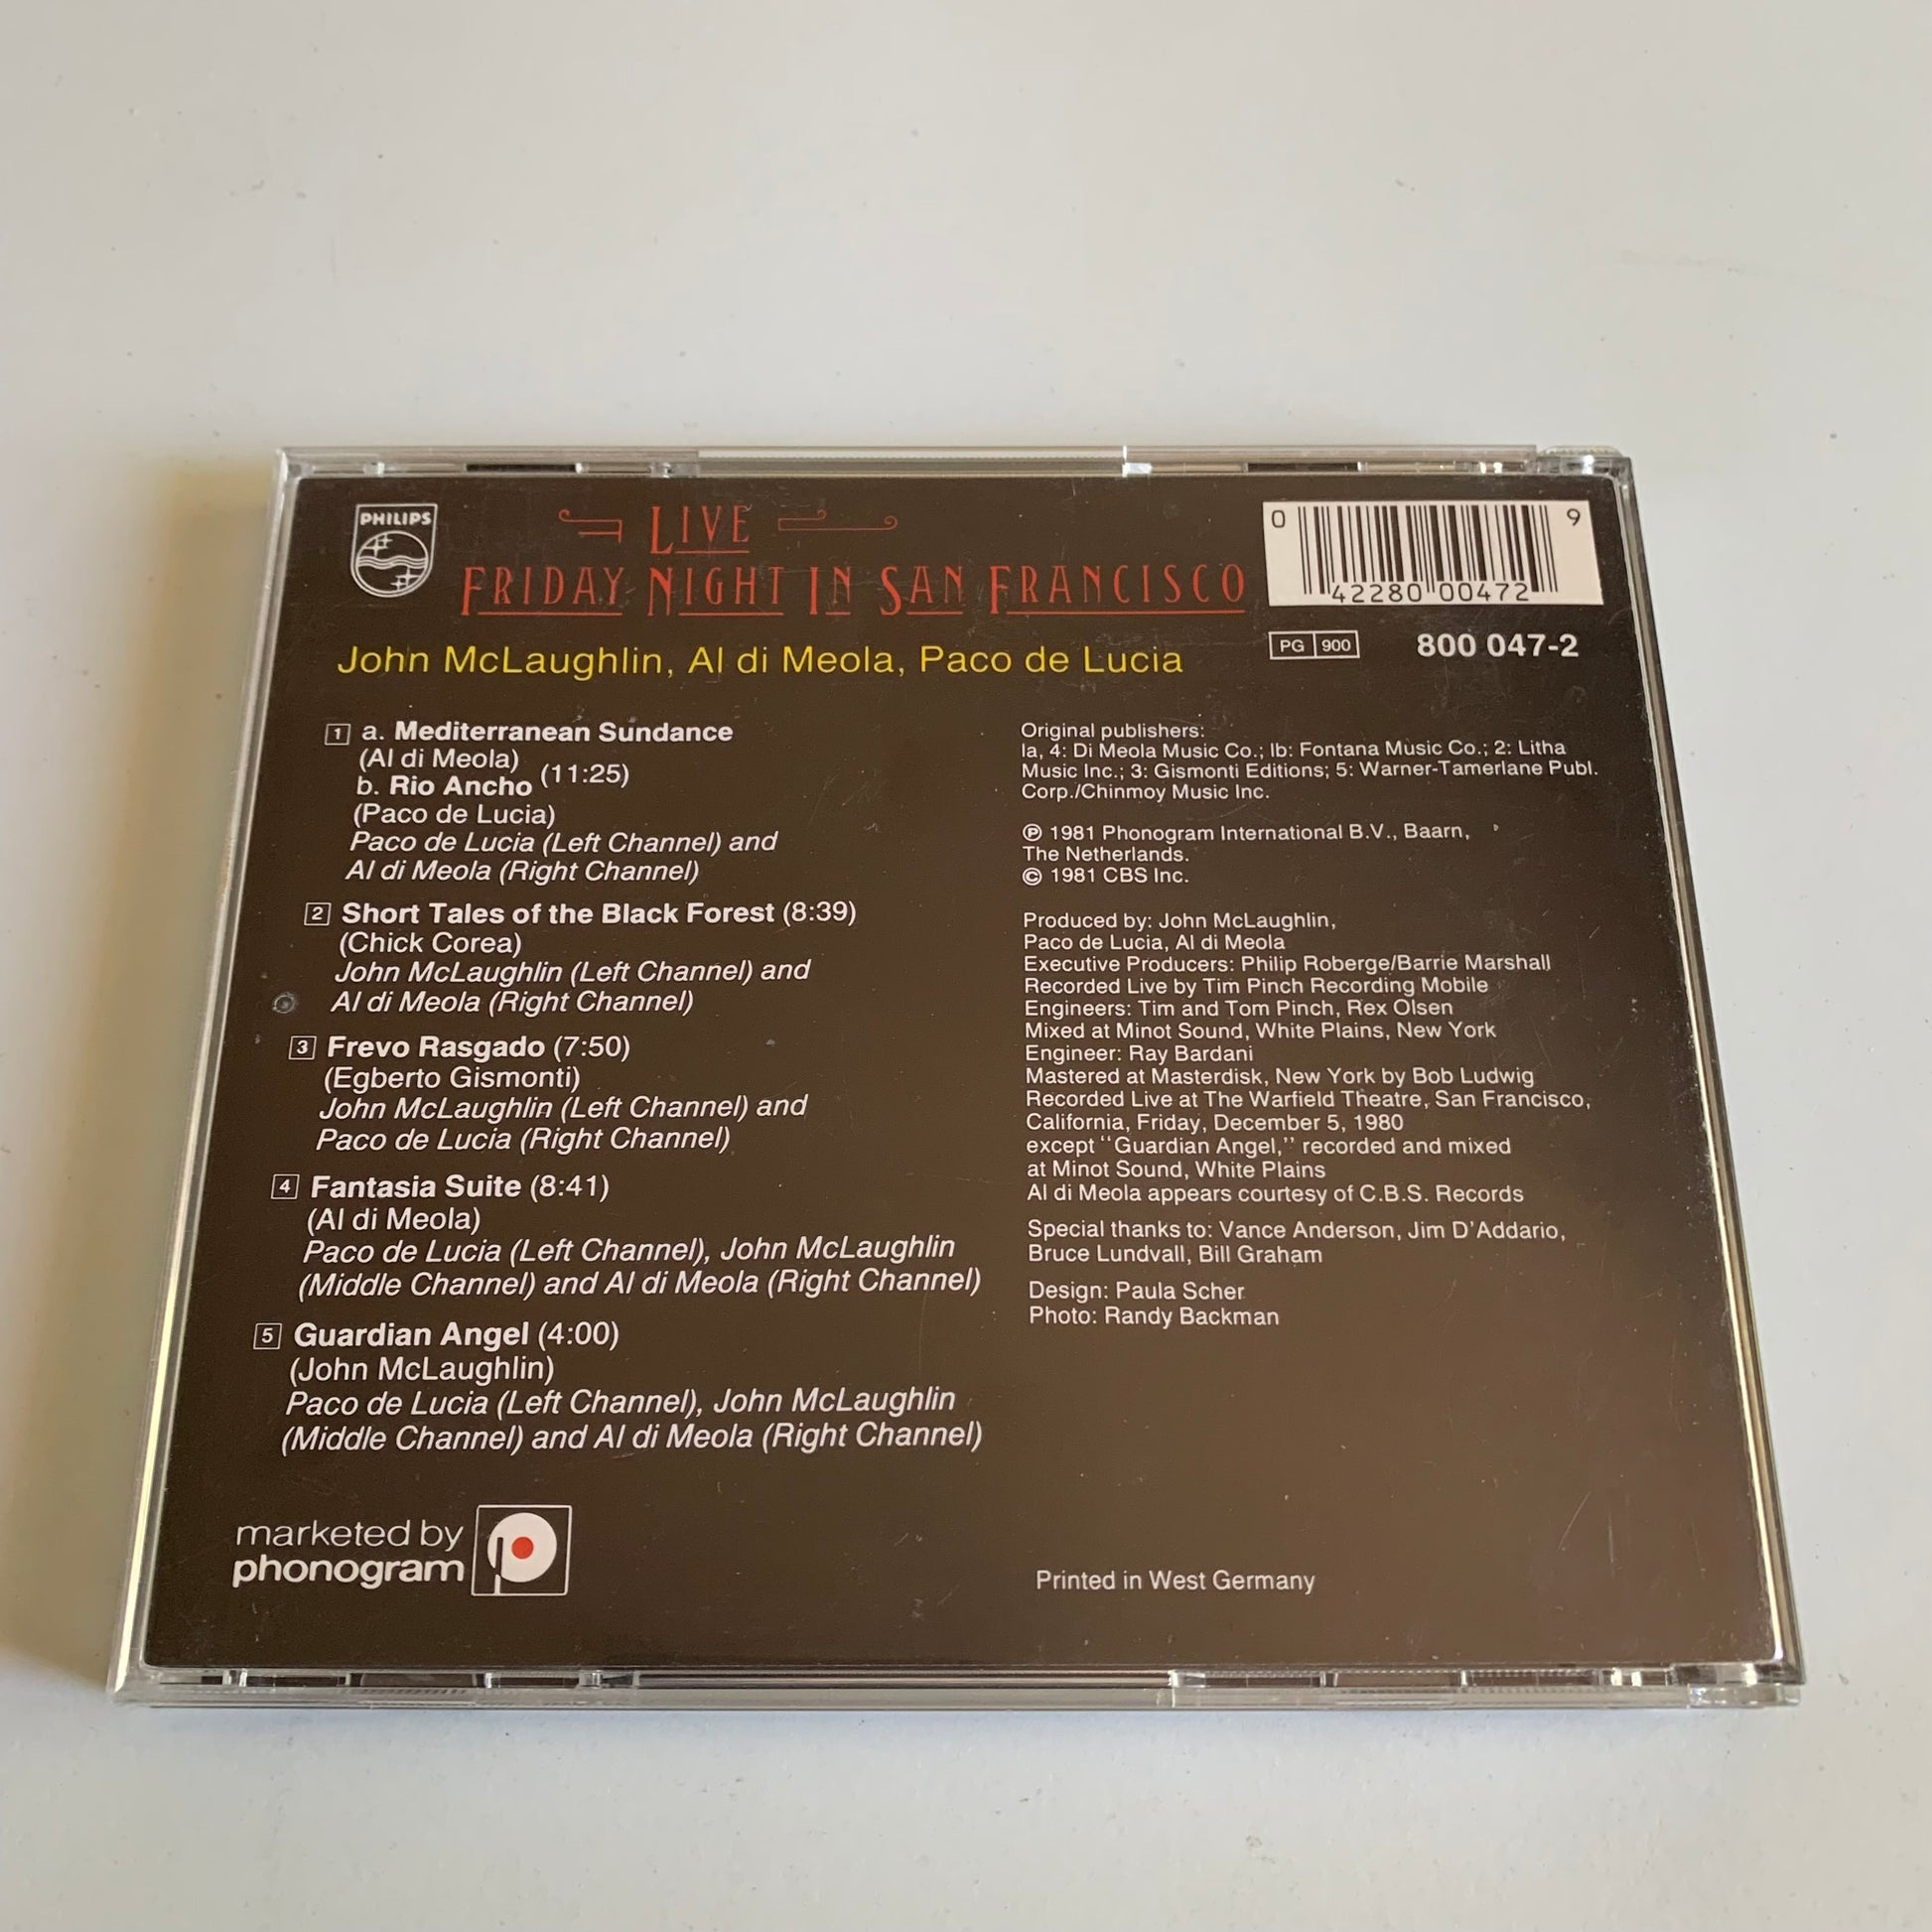 PHILIPS
LIVE
FRIDAY NIGHT IN SAN FRANCISCO
John McLaughlin, Al di Meola, Paco de Lucia
0 42280 00472 9
PG 900 800 047-2
1 a. Mediterranean Sundance
(Al di Meola)
(11:25)
b. Rio Ancho
(Paco de Lucia)
Paco de Lucia (Left Channel) and
Al di Meola (Right Channel)
2 Short Tales of the Black Forest (8:39)
(Chick Corea)
John McLaughlin (Left Channel) and
Al di Meola (Right Channel)
3 Frevo Rasgado (7:50)
(Egberto Gismonti)
John McLaughlin (Left Channel) and
Paco de Lucia (Right Channel)
4 Fantasia Suite (8:41)
(Al di Meola)
Paco de Lucia (Left Channel), John McLaughlin
(Middle Channel) and Al di Meola (Right Channel)
5 Guardian Angel (4:00)
(John McLaughlin)
Paco de Lucia (Left Channel), John McLaughlin
(Middle Channel) and Al di Meola (Right Channel)
Original publishers:
Ia, 4: Di Meola Music Co.; Ib: Fontana Music Co.; 2: Litha
Music Inc.; 3: Gismonti Editions; 5: Warner-Tamerlane Publ.
Corp./Chinmoy Music Inc.
℗ 1981 Phonogram International B.V., Baarn,
The Netherlands.
© 1981 CBS Inc.
Produced by: John McLaughlin,
Paco de Lucia, Al di Meola
Executive Producers: Philip Roberge/Barrie Marshall
Recorded Live by Tim Pinch Recording Mobile
Engineers: Tim and Tom Pinch, Rex Olsen
Mixed at Minot Sound, White Plains, New York
Engineer: Ray Bardani
Mastered at Masterdisk, New York by Bob Ludwig
Recorded Live at The Warfield Theatre, San Francisco,
California, Friday, December 5, 1980
except "Guardian Angel," recorded and mixed
at Minot Sound, White Plains
Al di Meola appears courtesy of C.B.S. Records
Special thanks to: Vance Anderson, Jim D'Addario,
Bruce Lundvall, Bill Graham
Design: Paula Scher
Photo: Randy Backman
marketed by
phonogram
Printed in West Germany